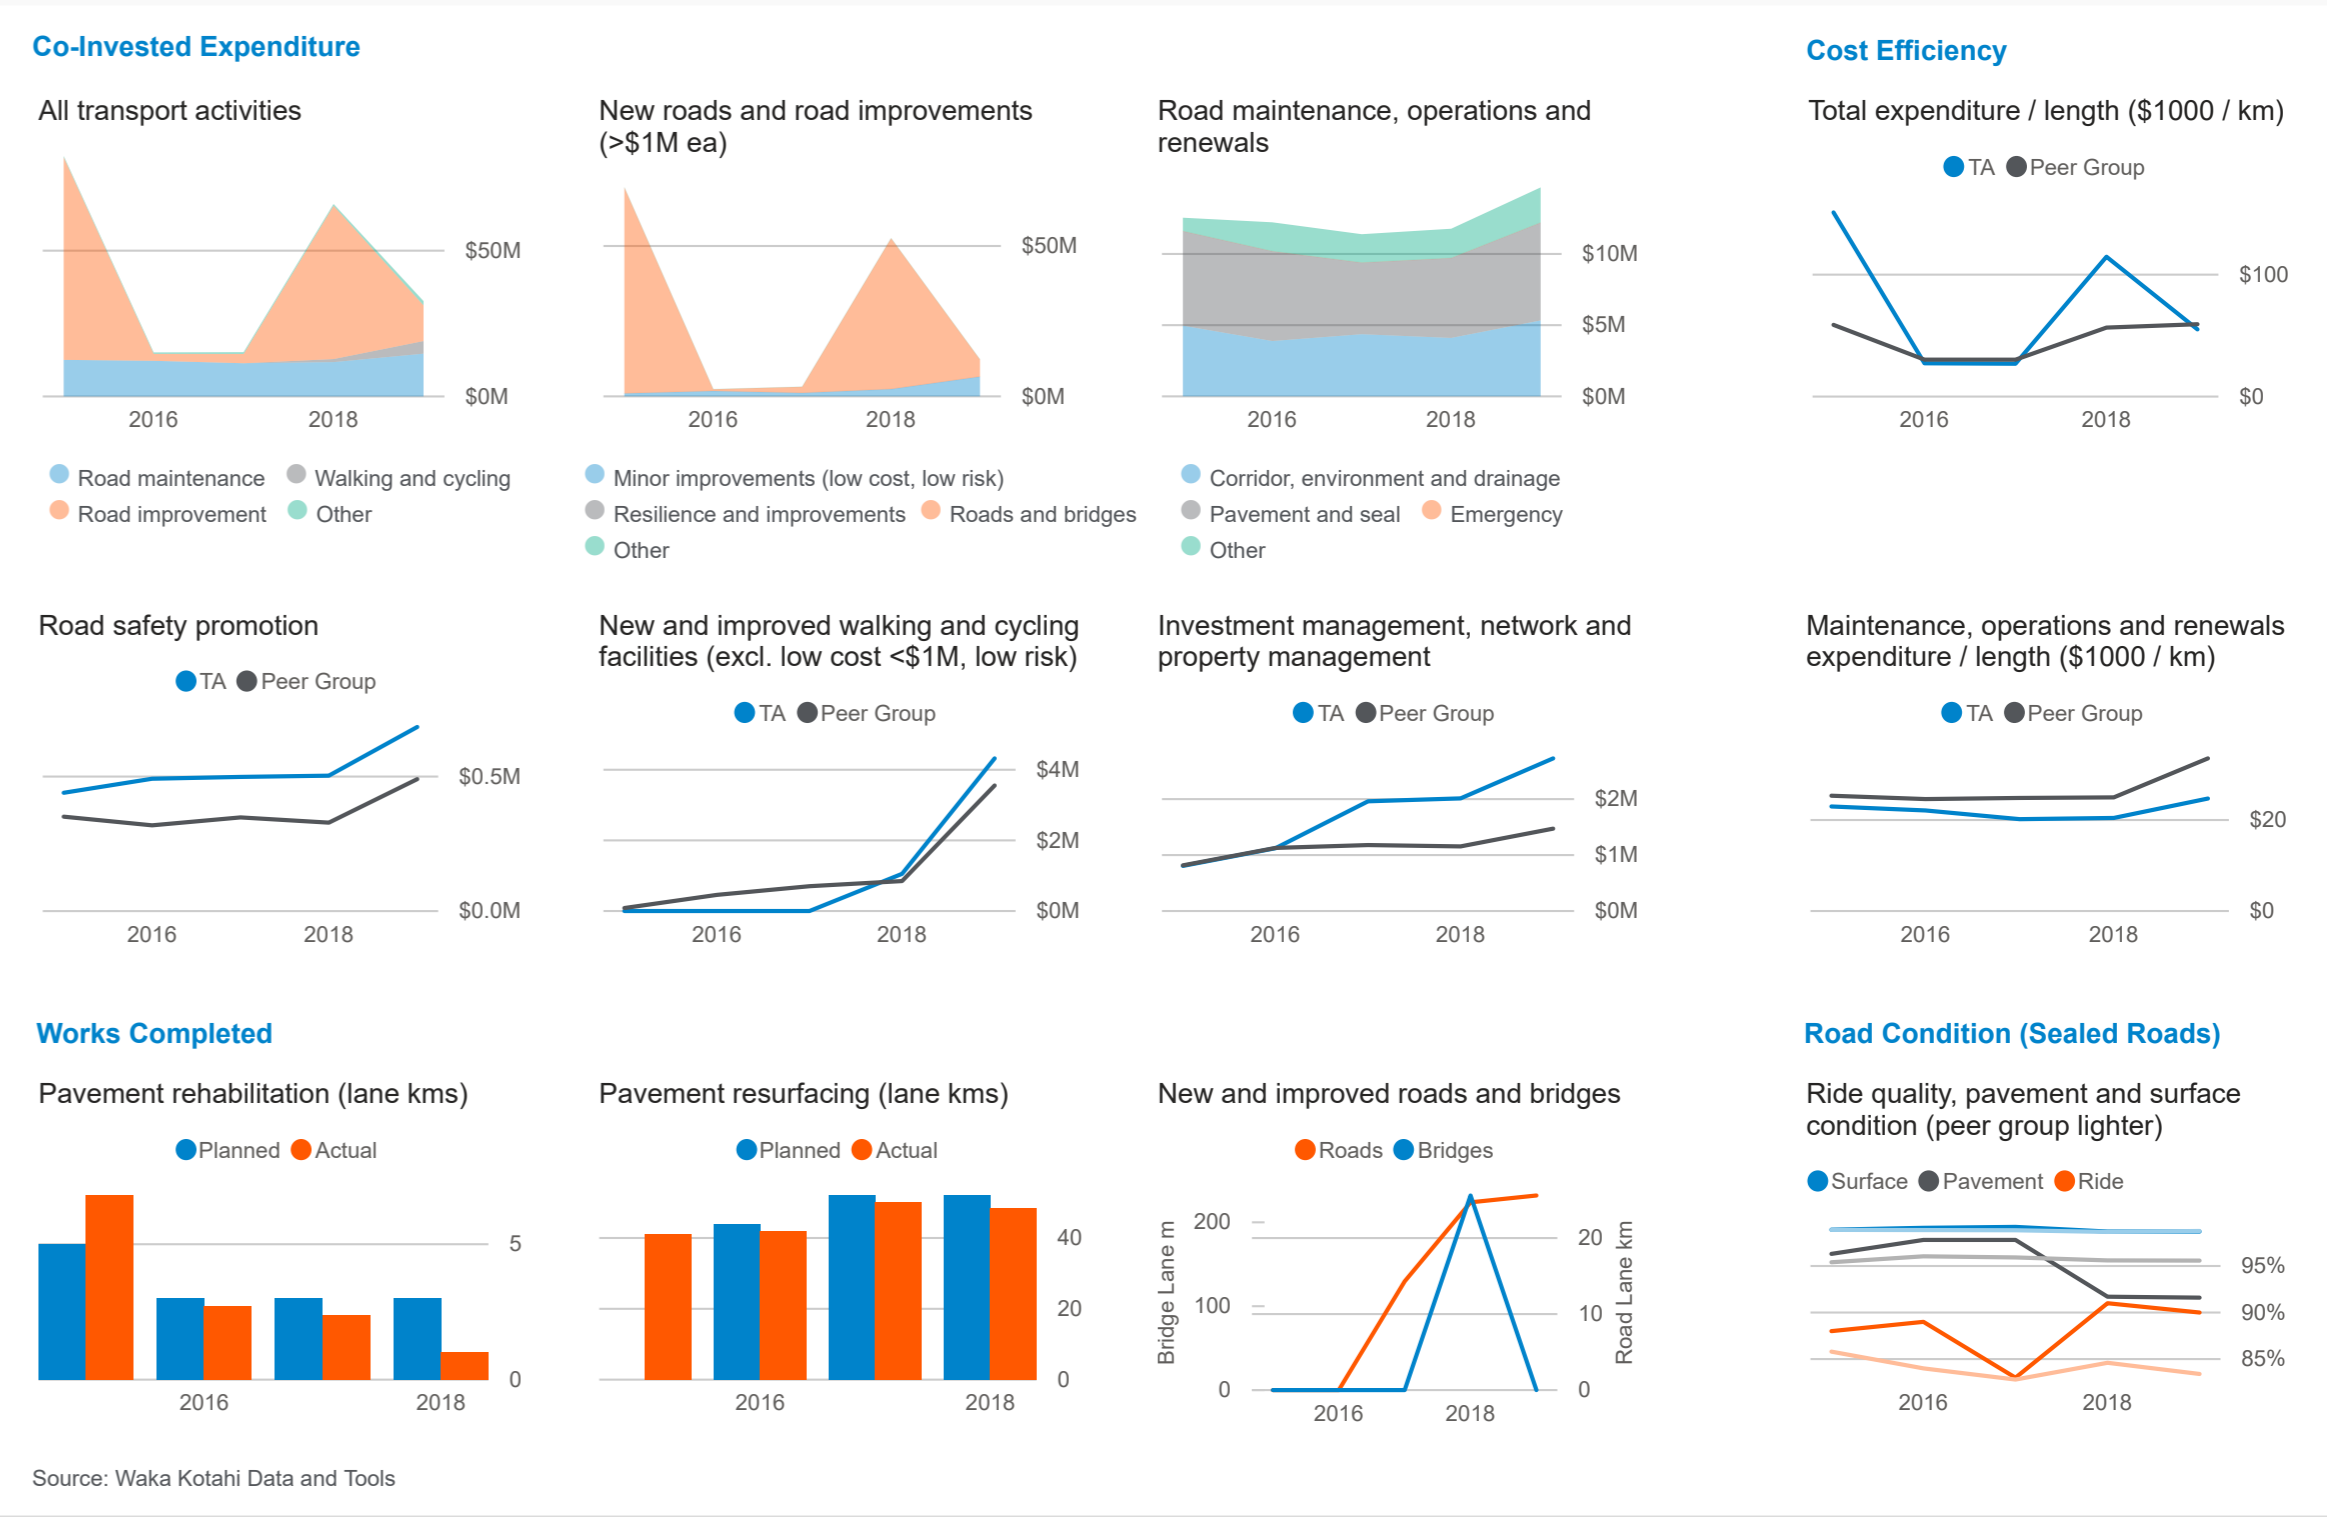 Co-Invested Expenditure
Cost Efficiency
All transport activities
$50M
$0M
2016
2018
Road maintenance
Walking and cycling
Road improvement
Other
New roads and road improvements
(>$1M ea)
$50M
$0M
2016
2018
Minor improvements (low cost, low risk)
Resilience and improvements
Roads and bridges
Other
Road maintenance, operations and
renewals
$10M
$5M
$0M
2016
2018
Corridor, environment and drainage
Pavement and seal
Emergency
Other
Total expenditure / length ($1000 / km)
TA
Peer Group
$100
$0
2016
2018
Road safety promotion
TA
Peer Group
$0.5M
$0.0M
2016
2018
New and improved walking and cycling
facilities (excl. low cost <$1M, low risk)
TA
Peer Group
$4M
$2M
$0M
2016
2018
Investment management, network and
property management
TA
Peer Group
$2M
$1M
$0M
2016
2018
Maintenance, operations and renewals
expenditure / length ($1000 / km)
TA
Peer Group
$20
$0
2016
2018
Works Completed
Road Condition (Sealed Roads)
Pavement rehabilitation (lane kms)
Planned
Actual
5
0
2016
2018
Pavement resurfacing (lane kms)
Planned
Actual
40
20
0
2016
2018
New and improved roads and bridges
Roads
Bridges
Bridge Lane m
200
100
0
20
10
0
Road Lane km
2016
2018
Ride quality, pavement and surface
condition (peer group lighter)
Surface
Pavement
Ride
95%
90%
85%
2016
2018
Source: Waka Kotahi Data and Tools